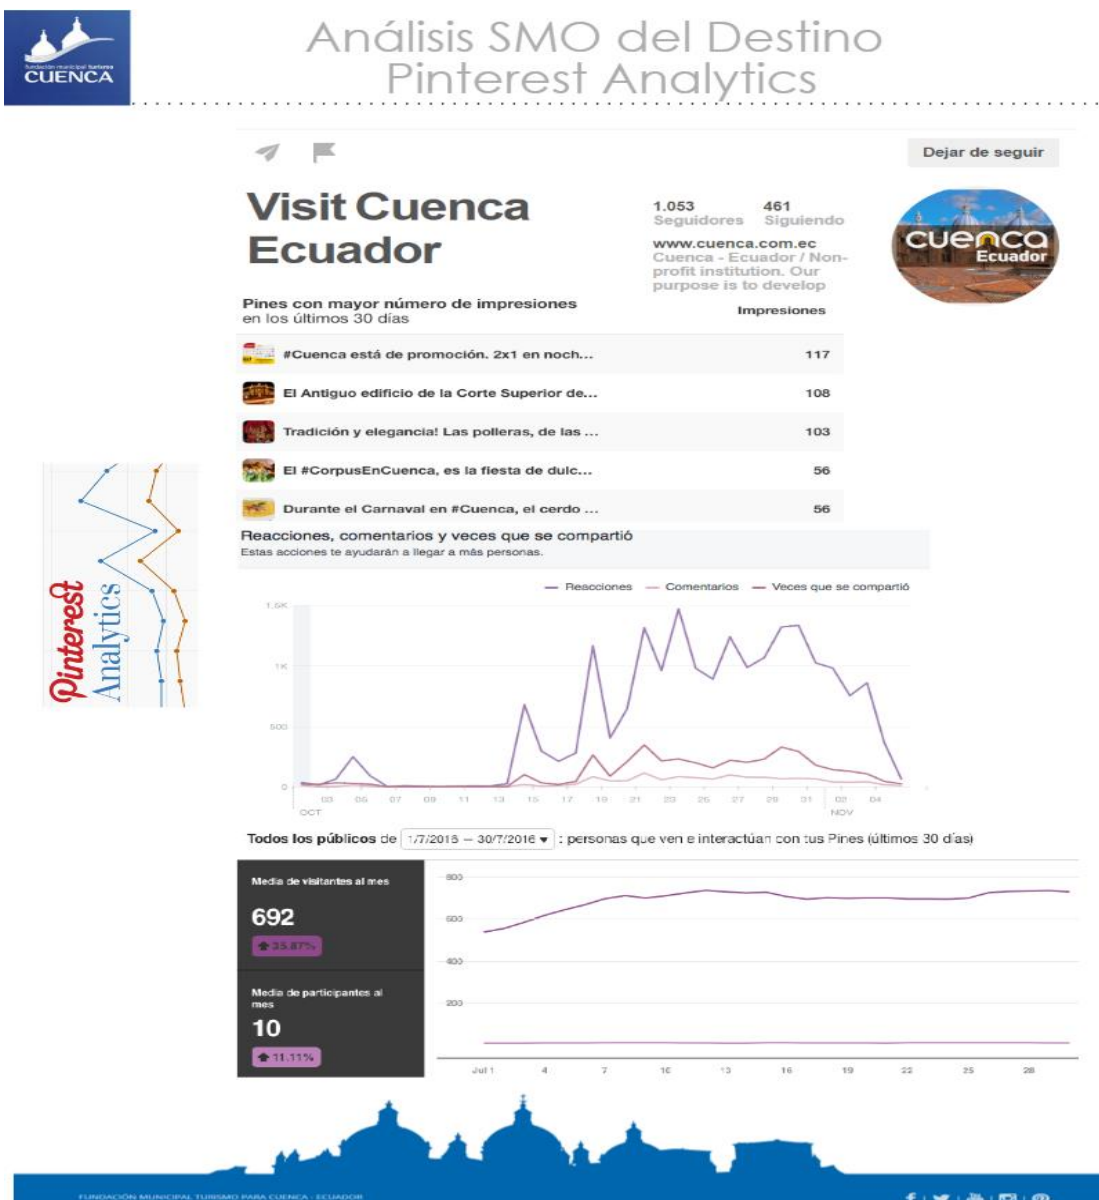 Análisis SMO del Destino
Pinterest Analytics
fundación municipal turismo
CUENCA
Dejar de seguir
Visit Cuenca
Ecuador
1.053 461
Seguidores Siguiendo
www.cuenca.com.ec
Cuenca - Ecuador / Non-
profit institution. Our
purpose is to develop
cuenca
Ecuador
Pines con mayor número de impresiones
en los últimos 30 días
Impresiones
#Cuenca está de promoción. 2x1 en noch... 117
El Antiguo edificio de la Corte Superior de... 108
Tradición y elegancia! Las polleras, de las ... 103
El #CorpusEnCuenca, es la fiesta de dulc... 56
Durante el Carnaval en #Cuenca, el cerdo ... 56
Pinterest
Analytics
Reacciones, comentarios y veces que se compartió
Estas acciones te ayudarán a llegar a más personas.
Reacciones Comentarios Veces que se compartió
1.5K
1K
500
0
03 05 07 09 11 13 15 17 19 21 23 25 27 29 31 02 04
OCT NOV
Todos los públicos de 1/7/2016 – 30/7/2016 : personas que ven e interactúan con tus Pines (últimos 30 días)
Media de visitantes al mes
692
35.87%
Media de participantes al
mes
10
11.11%
800
600
400
200
Jul 1 4 7 10 13 16 19 22 25 28
FUNDACIÓN MUNICIPAL TURISMO PARA CUENCA - ECUADOR